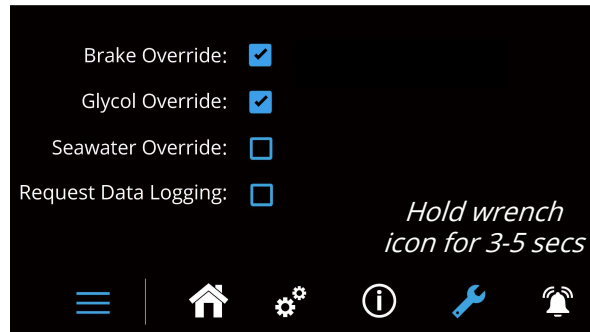 Brake Override:
Glycol Override:
Seawater Override:
Request Data Logging:
Hold wrench
icon for 3-5 secs